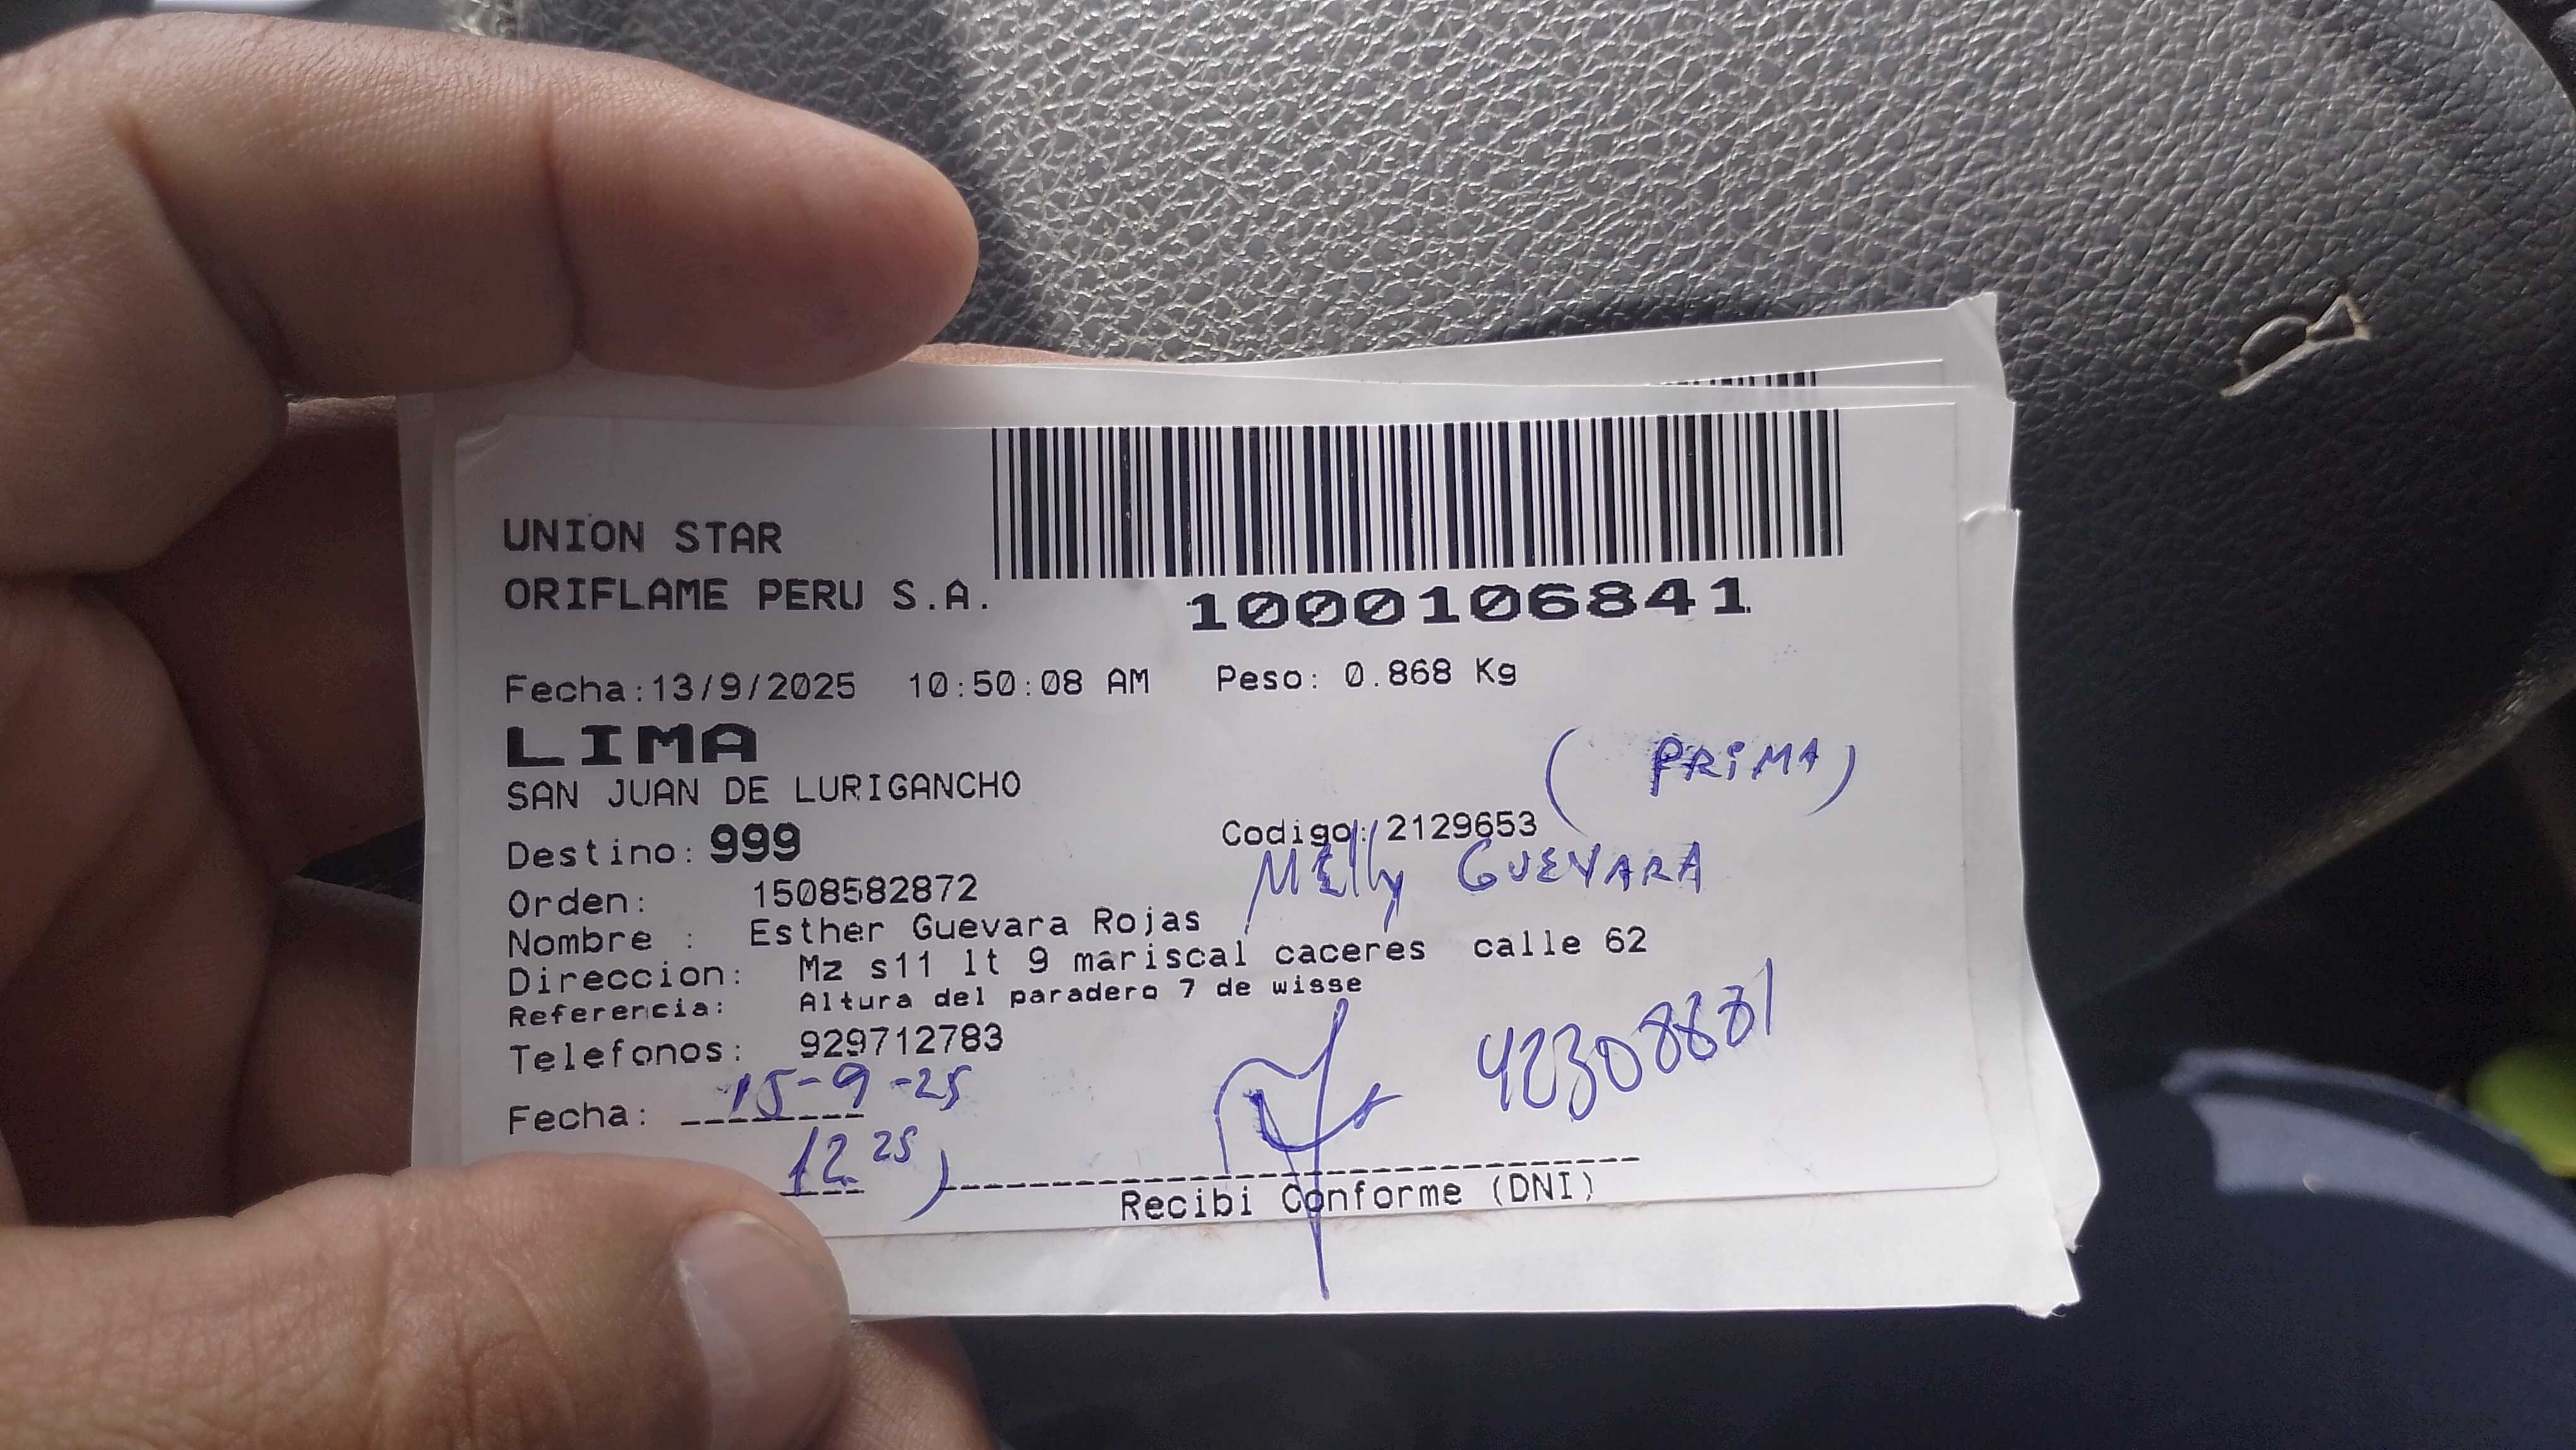 UNION STAR
ORIFLAME PERU S.A.
1000106841
Fecha:13/9/2025 10:50:08 AM Peso: 0.868 Kg
LIMA
(PRIMA)
SAN JUAN DE LURIGANCHO
Destino: 999 Codigo: 2129653
Melly GUEVARA
Orden: 1508582872
Nombre : Esther Guevara Rojas
Direccion: Mz s11 lt 9 mariscal caceres calle 62
Referencia: Altura del paradero 7 de wisse
Telefonos: 929712783
42308881
Fecha: 15-9-25
12 25)
Recibi Conforme (DNI)